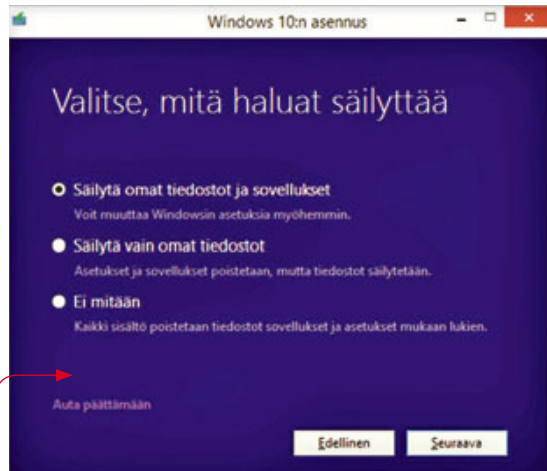 Windows 10:n asennus
Valitse, mitä haluat säilyttää
Säilytä omat tiedostot ja sovellukset
Voit muuttaa Windowsin asetuksia myöhemmin.
Säilytä vain omat tiedostot
Asetukset ja sovellukset poistetaan, mutta tiedostot säilytetään.
Ei mitään
Kaikki sisältö poistetaan tiedostot sovellukset ja asetukset mukaan lukien.
Auta päättämään
Edellinen
Seuraava